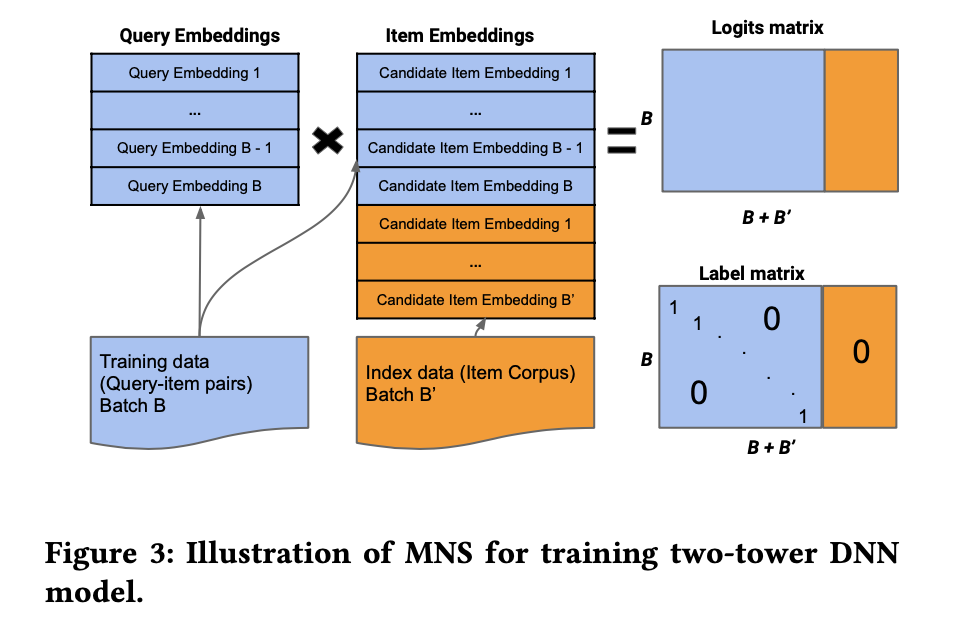 Query Embeddings
Query Embedding 1
...
Query Embedding B - 1
Query Embedding B
Item Embeddings
Candidate Item Embedding 1
...
Candidate Item Embedding B - 1
Candidate Item Embedding B
Candidate Item Embedding 1
...
Candidate Item Embedding B'
Logits matrix
B
B + B'
Training data
(Query-item pairs)
Batch B
Index data (Item Corpus)
Batch B'
Label matrix
1
1
0
0
B
0
1
B + B'
Figure 3: Illustration of MNS for training two-tower DNN
model.